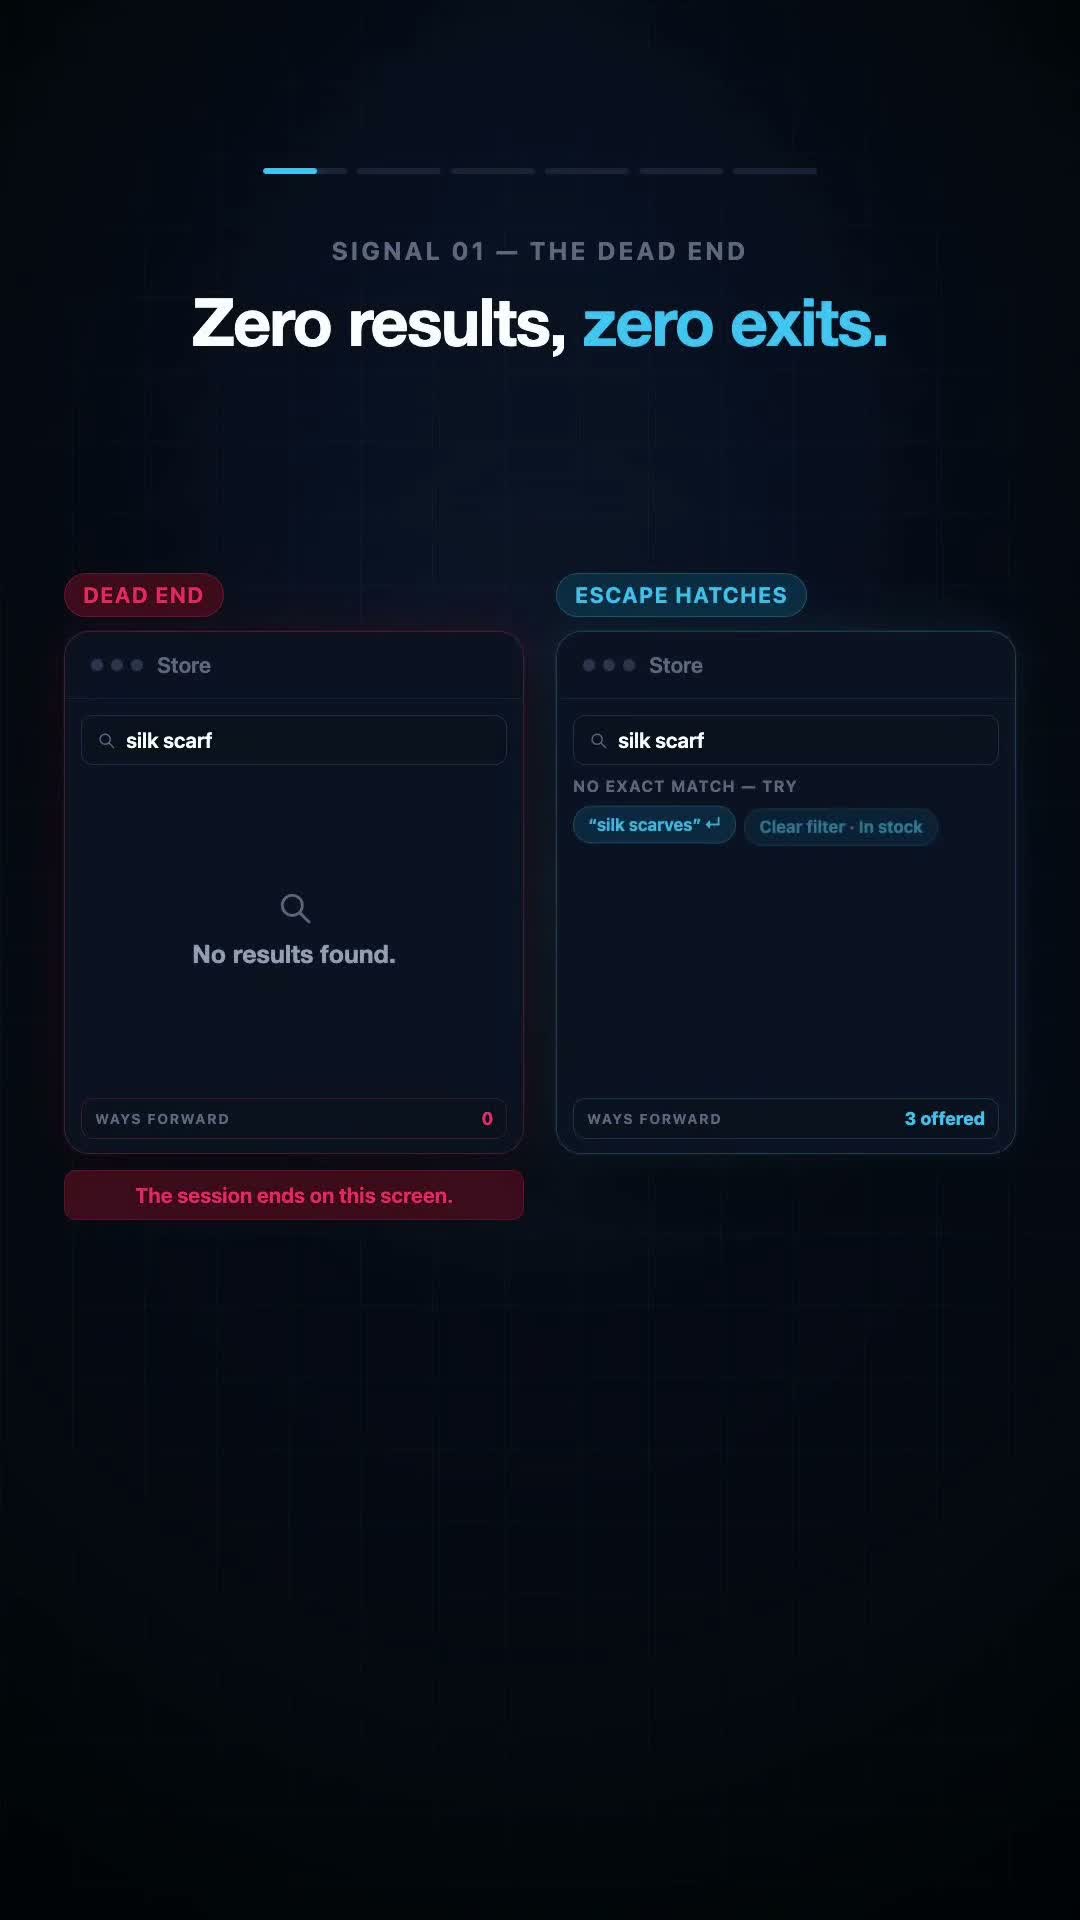 SIGNAL 01 — THE DEAD END
Zero results, zero exits.
DEAD END
Store
silk scarf
No results found.
WAYS FORWARD 0
The session ends on this screen.
ESCAPE HATCHES
Store
silk scarf
NO EXACT MATCH — TRY
“silk scarves” ↵
Clear filter · In stock
WAYS FORWARD 3 offered